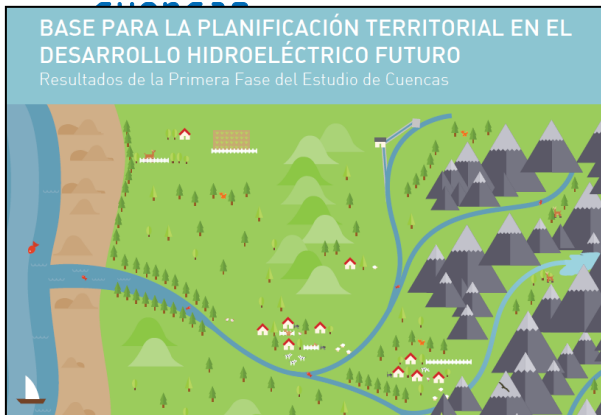 cuencas
BASE PARA LA PLANIFICACIÓN TERRITORIAL EN EL
DESARROLLO HIDROELÉCTRICO FUTURO
Resultados de la Primera Fase del Estudio de Cuencas